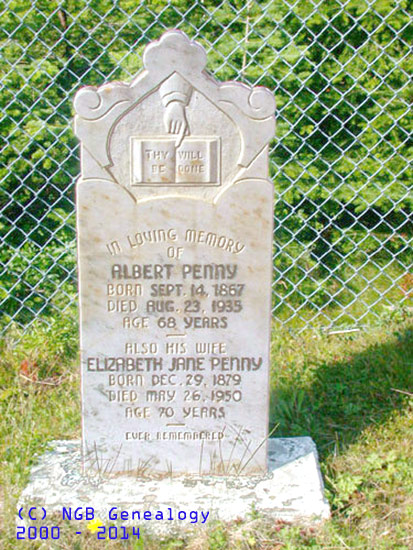 THY WILL
BE DONE
IN LOVING MEMORY
OF
ALBERT PENNY
BORN SEPT. 14, 1867
DIED AUG. 23, 1935
AGE 68 YEARS
ALSO HIS WIFE
ELIZABETH JANE PENNY
BORN DEC. 29, 1879
DIED MAY 26, 1950
AGE 70 YEARS
EVER REMEMBERED
(C) NGB Genealogy
2000 - 2014